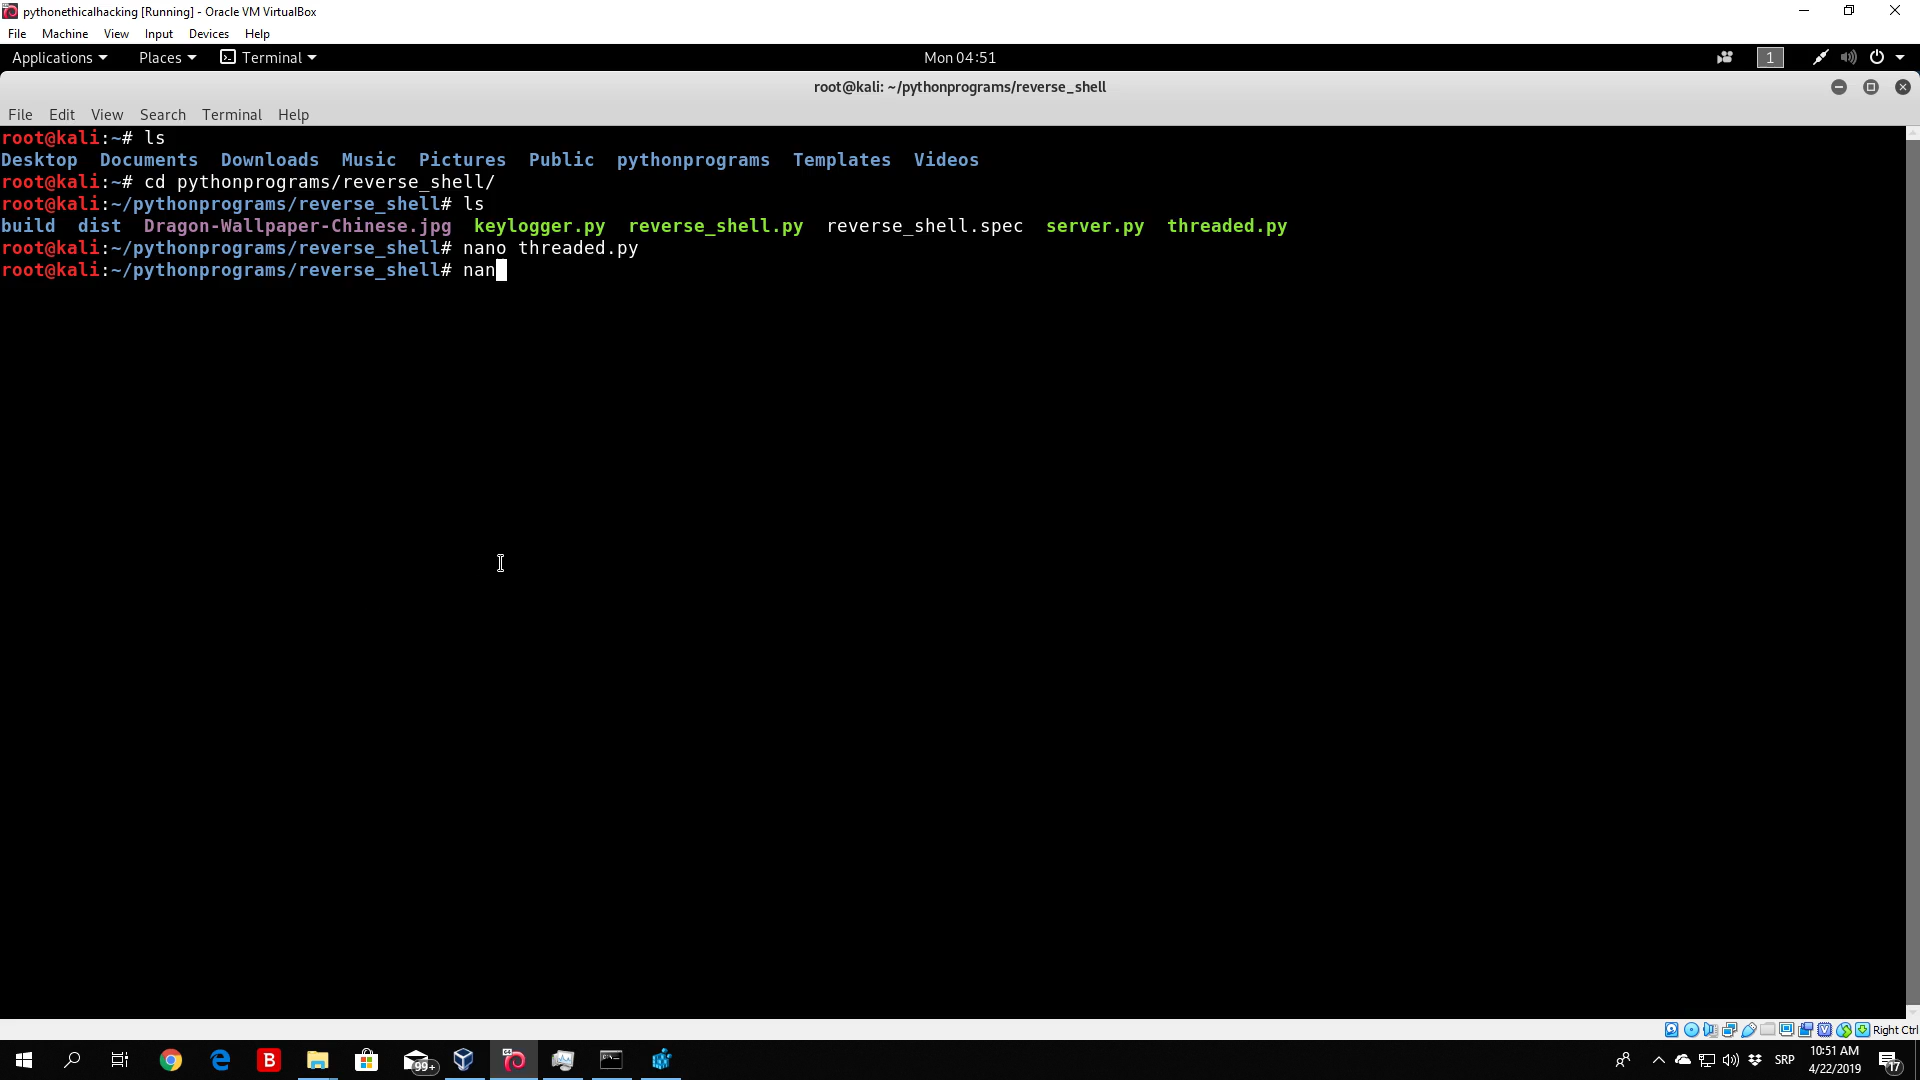 pythonethicalhacking [Running] - Oracle VM VirtualBox
File Machine View Input Devices Help
Applications Places Terminal Mon 04:51 1
root@kali: ~/pythonprograms/reverse_shell
File Edit View Search Terminal Help
root@kali:~# ls
Desktop Documents Downloads Music Pictures Public pythonprograms Templates Videos
root@kali:~# cd pythonprograms/reverse_shell/
root@kali:~/pythonprograms/reverse_shell# ls
build dist Dragon-Wallpaper-Chinese.jpg keylogger.py reverse_shell.py reverse_shell.spec server.py threaded.py
root@kali:~/pythonprograms/reverse_shell# nano threaded.py
root@kali:~/pythonprograms/reverse_shell# nan
Right Ctrl
B 99+ SRP 10:51 AM 17
4/22/2019